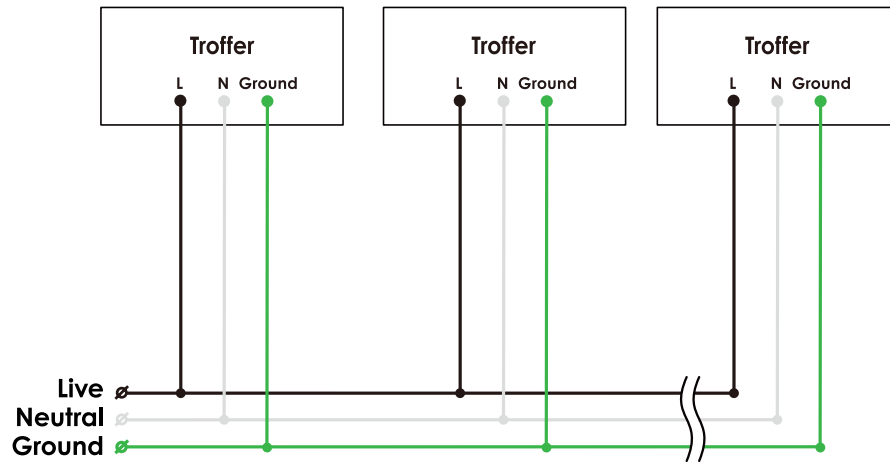 Troffer Troffer Troffer
L N Ground L N Ground L N Ground
Live
Neutral
Ground